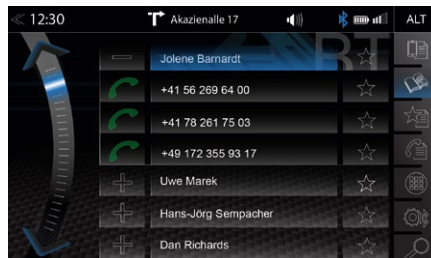 12:30 Akazienalle 17 ALT
Jolene Barnardt
+41 56 269 64 00
+41 78 261 75 03
+49 172 355 93 17
Uwe Marek
Hans-Jörg Sempacher
Dan Richards